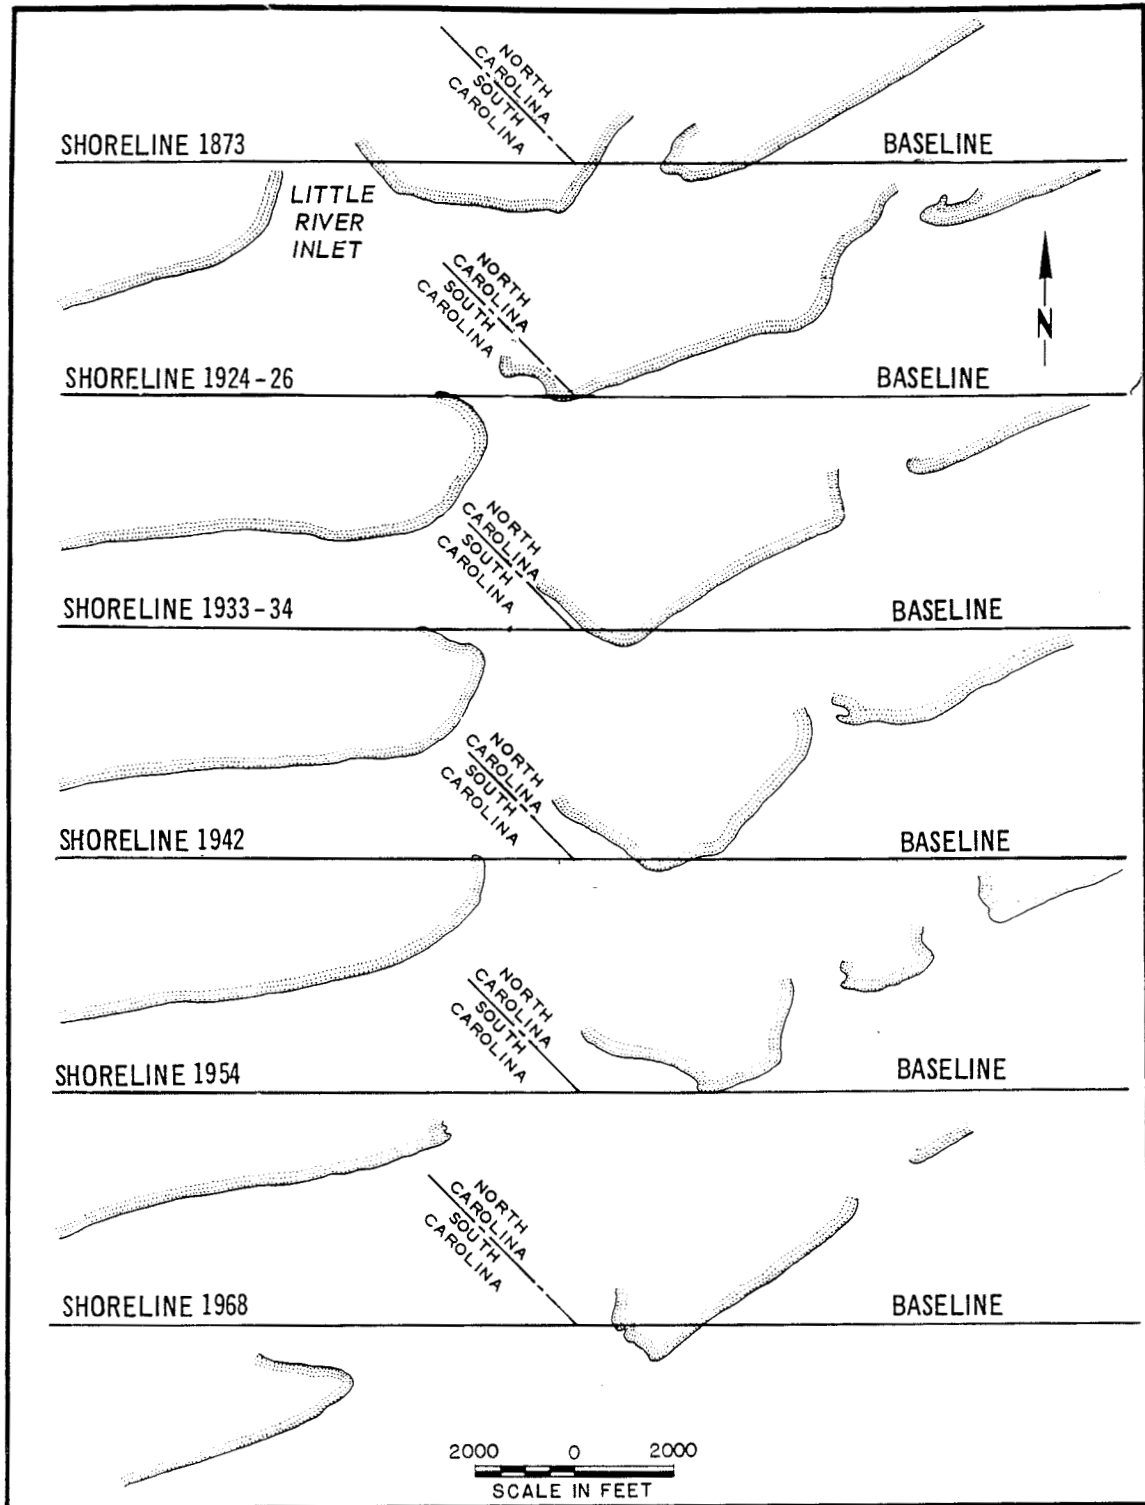 NORTH
CAROLINA
SOUTH
CAROLINA
SHORELINE 1873
BASELINE
LITTLE
RIVER
INLET
NORTH
CAROLINA
SOUTH
CAROLINA
N
SHORELINE 1924-26
BASELINE
NORTH
CAROLINA
SOUTH
CAROLINA
SHORELINE 1933-34
BASELINE
NORTH
CAROLINA
SOUTH
CAROLINA
SHORELINE 1942
BASELINE
NORTH
CAROLINA
SOUTH
CAROLINA
SHORELINE 1954
BASELINE
NORTH
CAROLINA
SOUTH
CAROLINA
SHORELINE 1968
BASELINE
2000 0 2000
SCALE IN FEET